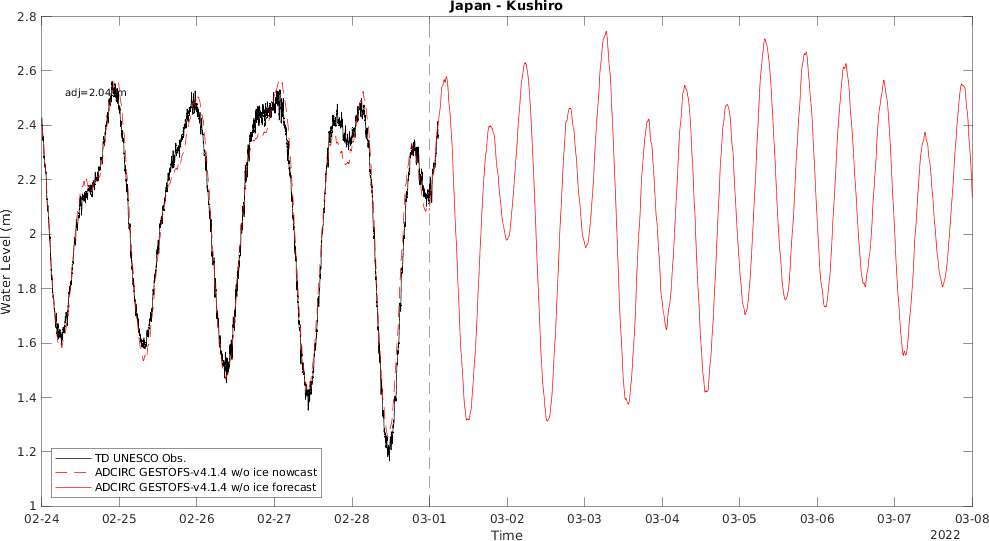 Japan - Kushiro
2.8
2.6
2.4
2.2
2
1.8
1.6
1.4
1.2
1
Water Level (m)
TD UNESCO Obs.
ADCIRC GESTOFS-v4.1.4 w/o ice nowcast
ADCIRC GESTOFS-v4.1.4 w/o ice forecast
02-24 02-25 02-26 02-27 02-28 03-01 03-02 03-03 03-04 03-05 03-06 03-07 03-08
Time
2022